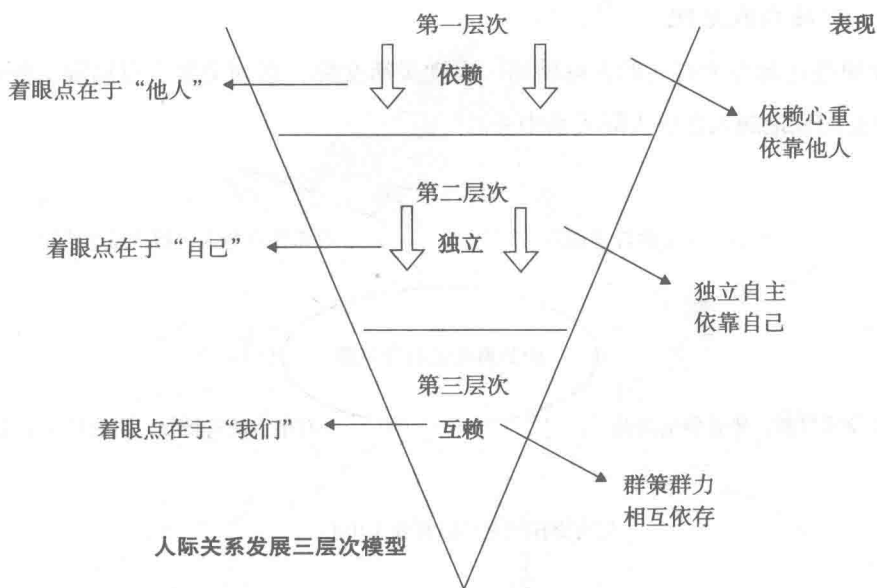 第一层次
表现
依赖
着眼点在于“他人”
依赖心重
依靠他人
第二层次
独立
着眼点在于“自己”
独立自主
依靠自己
第三层次
着眼点在于“我们”
互赖
群策群力
相互依存
人际关系发展三层次模型